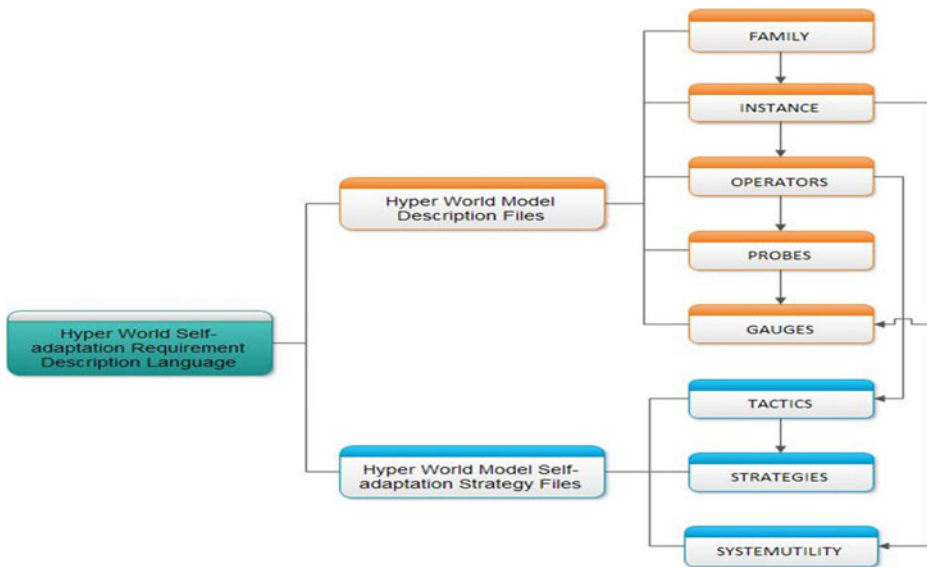 FAMILY
INSTANCE
OPERATORS
Hyper World Model
Description Files
PROBES
GAUGES
Hyper World Self-
adaptation Requirement
Description Language
TACTICS
Hyper World Model Self-
adaptation Strategy Files
STRATEGIES
SYSTEMUTILITY